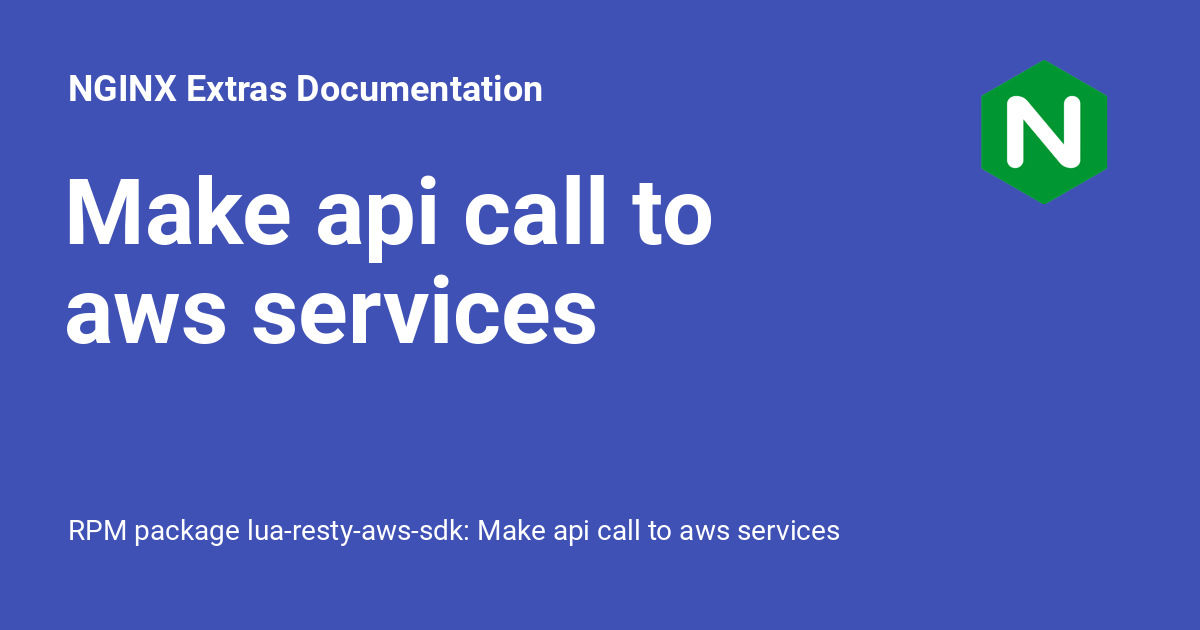 NGINX Extras Documentation
N
Make api call to
aws services
RPM package lua-resty-aws-sdk: Make api call to aws services